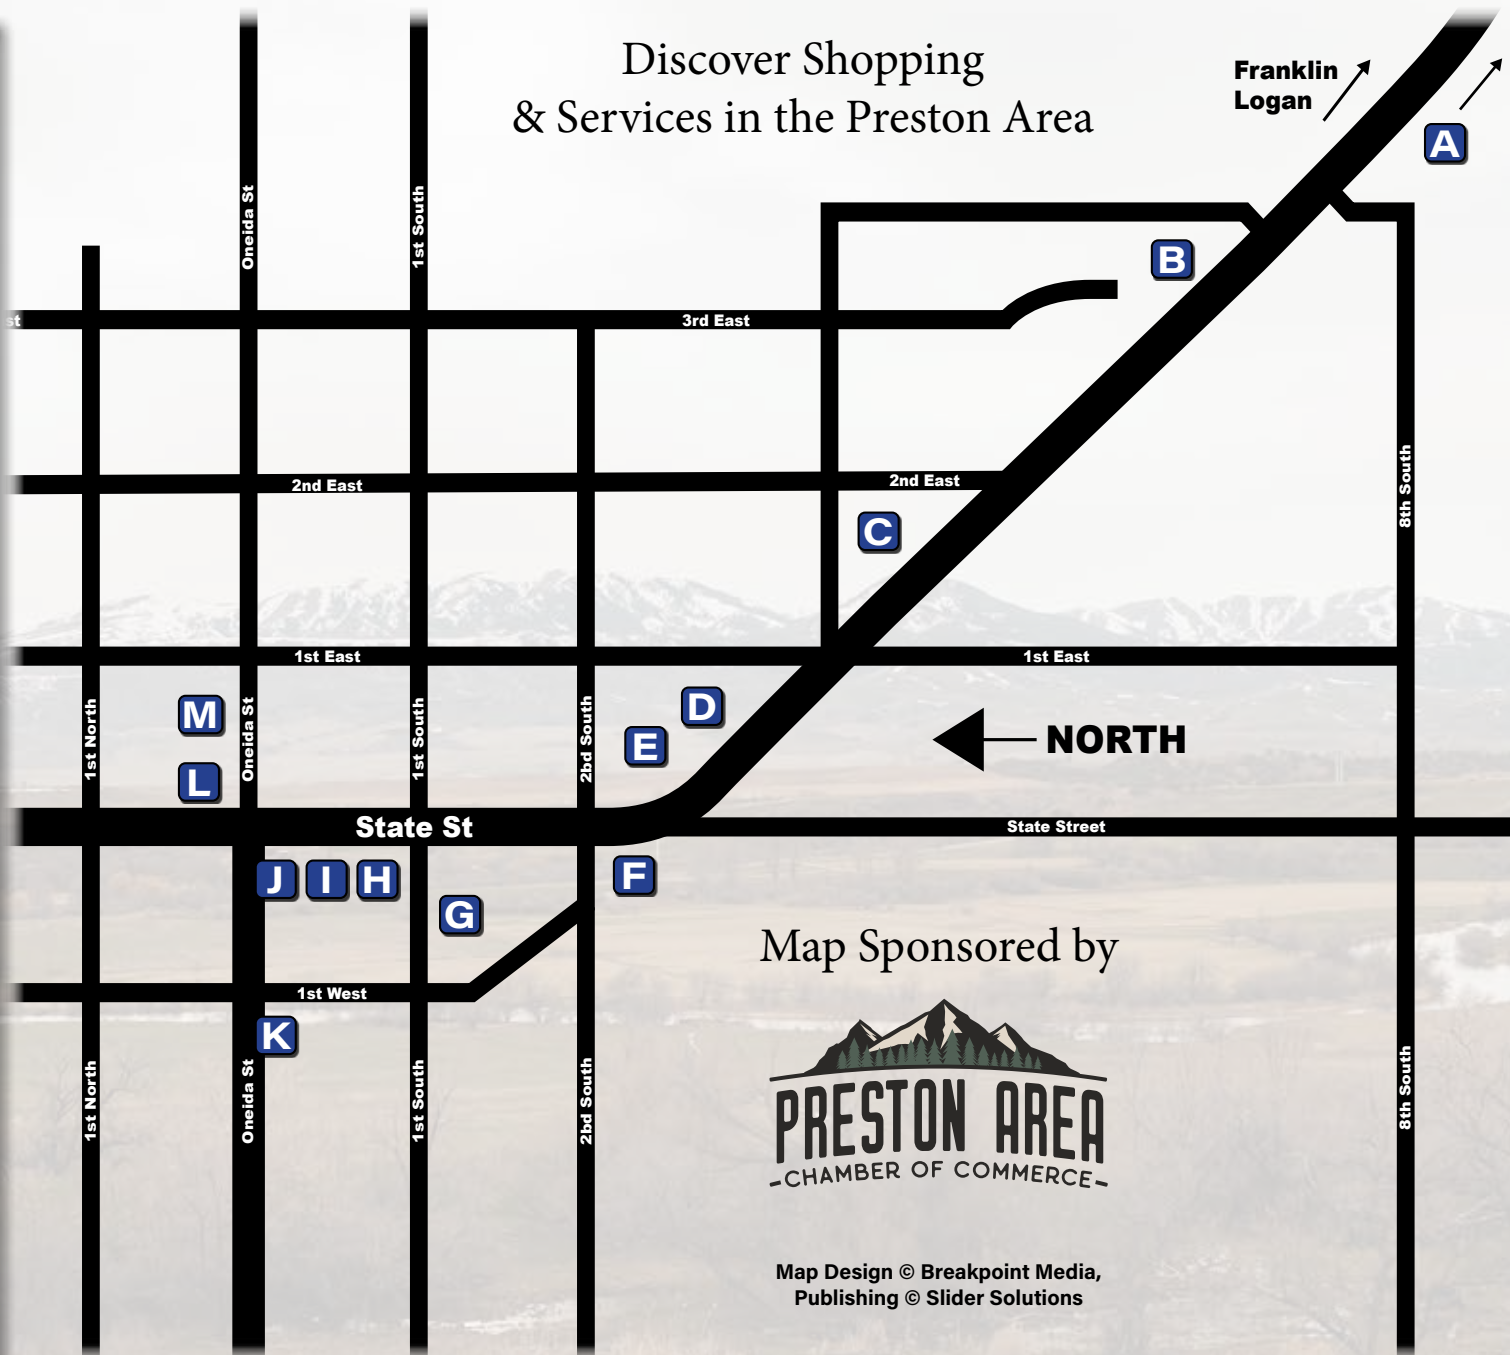 Discover Shopping
& Services in the Preston Area
Franklin
Logan
A
Oneida St
1st South
B
st
3rd East
2nd East
2nd East
8th South
C
1st East
1st East
M
D
1st North
Oneida St
1st South
2bd South
E
NORTH
L
State St
State Street
J
I
H
F
G
Map Sponsored by
1st West
K
PRESTON AREA
-CHAMBER OF COMMERCE-
1st North
Oneida St
1st South
2bd South
8th South
Map Design © Breakpoint Media,
Publishing © Slider Solutions